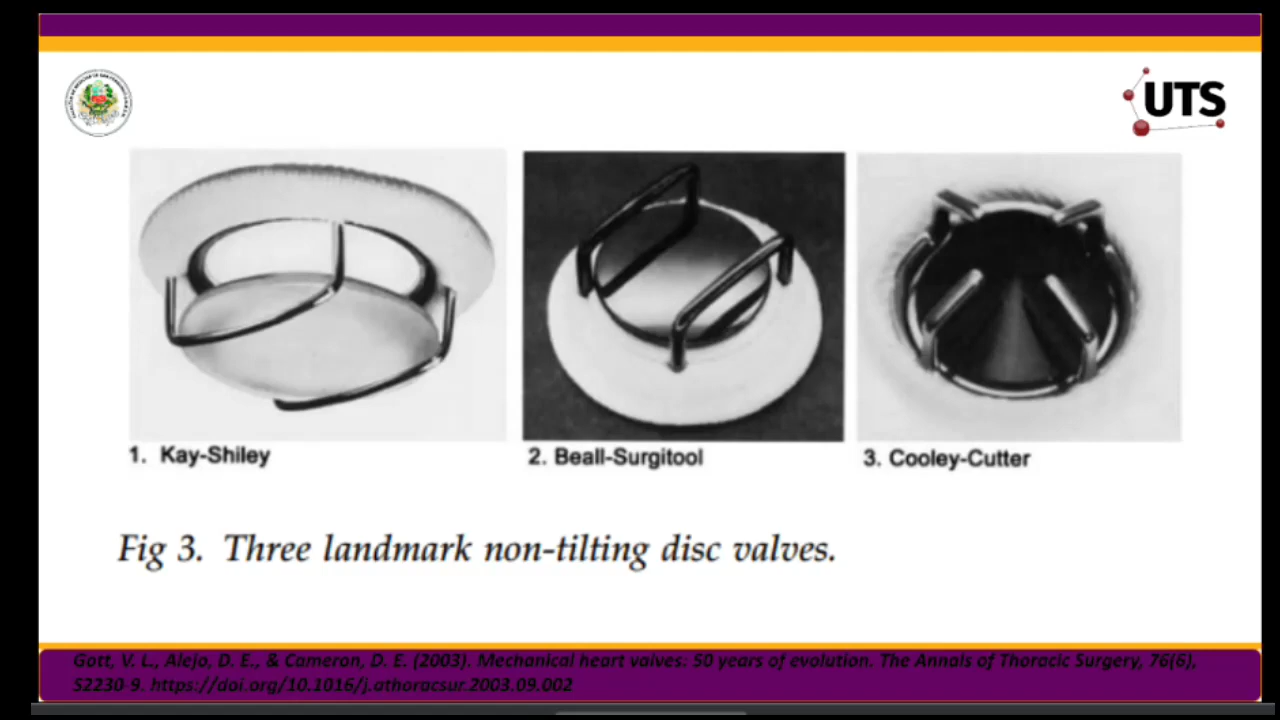 UTS
1. Kay-Shiley
2. Beall-Surgitool
3. Cooley-Cutter
Fig 3. Three landmark non-tilting disc valves.
Gott, V. L., Alejo, D. E., & Cameron, D. E. (2003). Mechanical heart valves: 50 years of evolution. The Annals of Thoracic Surgery, 76(6),
S2230-9. https://doi.org/10.1016/j.athoracsur.2003.09.002